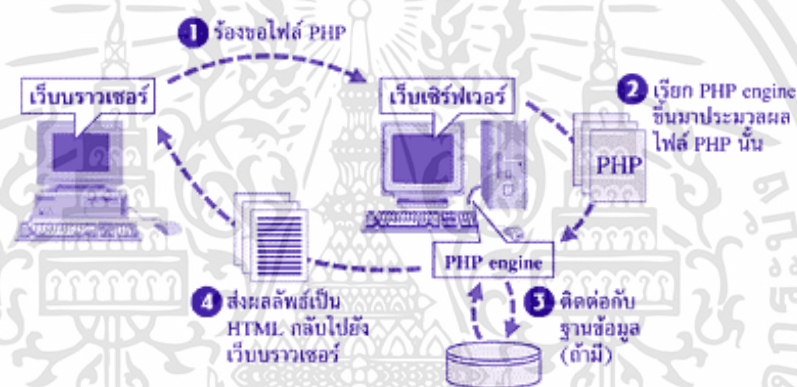 1 ร้องขอไฟล์ PHP
เว็บบราวเซอร์
เว็บเซิร์ฟเวอร์
2 เรียก PHP engine
ขึ้นมาประมวลผล
ไฟล์ PHP นั้น
PHP
PHP engine
3 ติดต่อกับ
ฐานข้อมูล
(ถ้ามี)
4 ส่งผลลัพธ์เป็น
HTML กลับไปยัง
เว็บบราวเซอร์